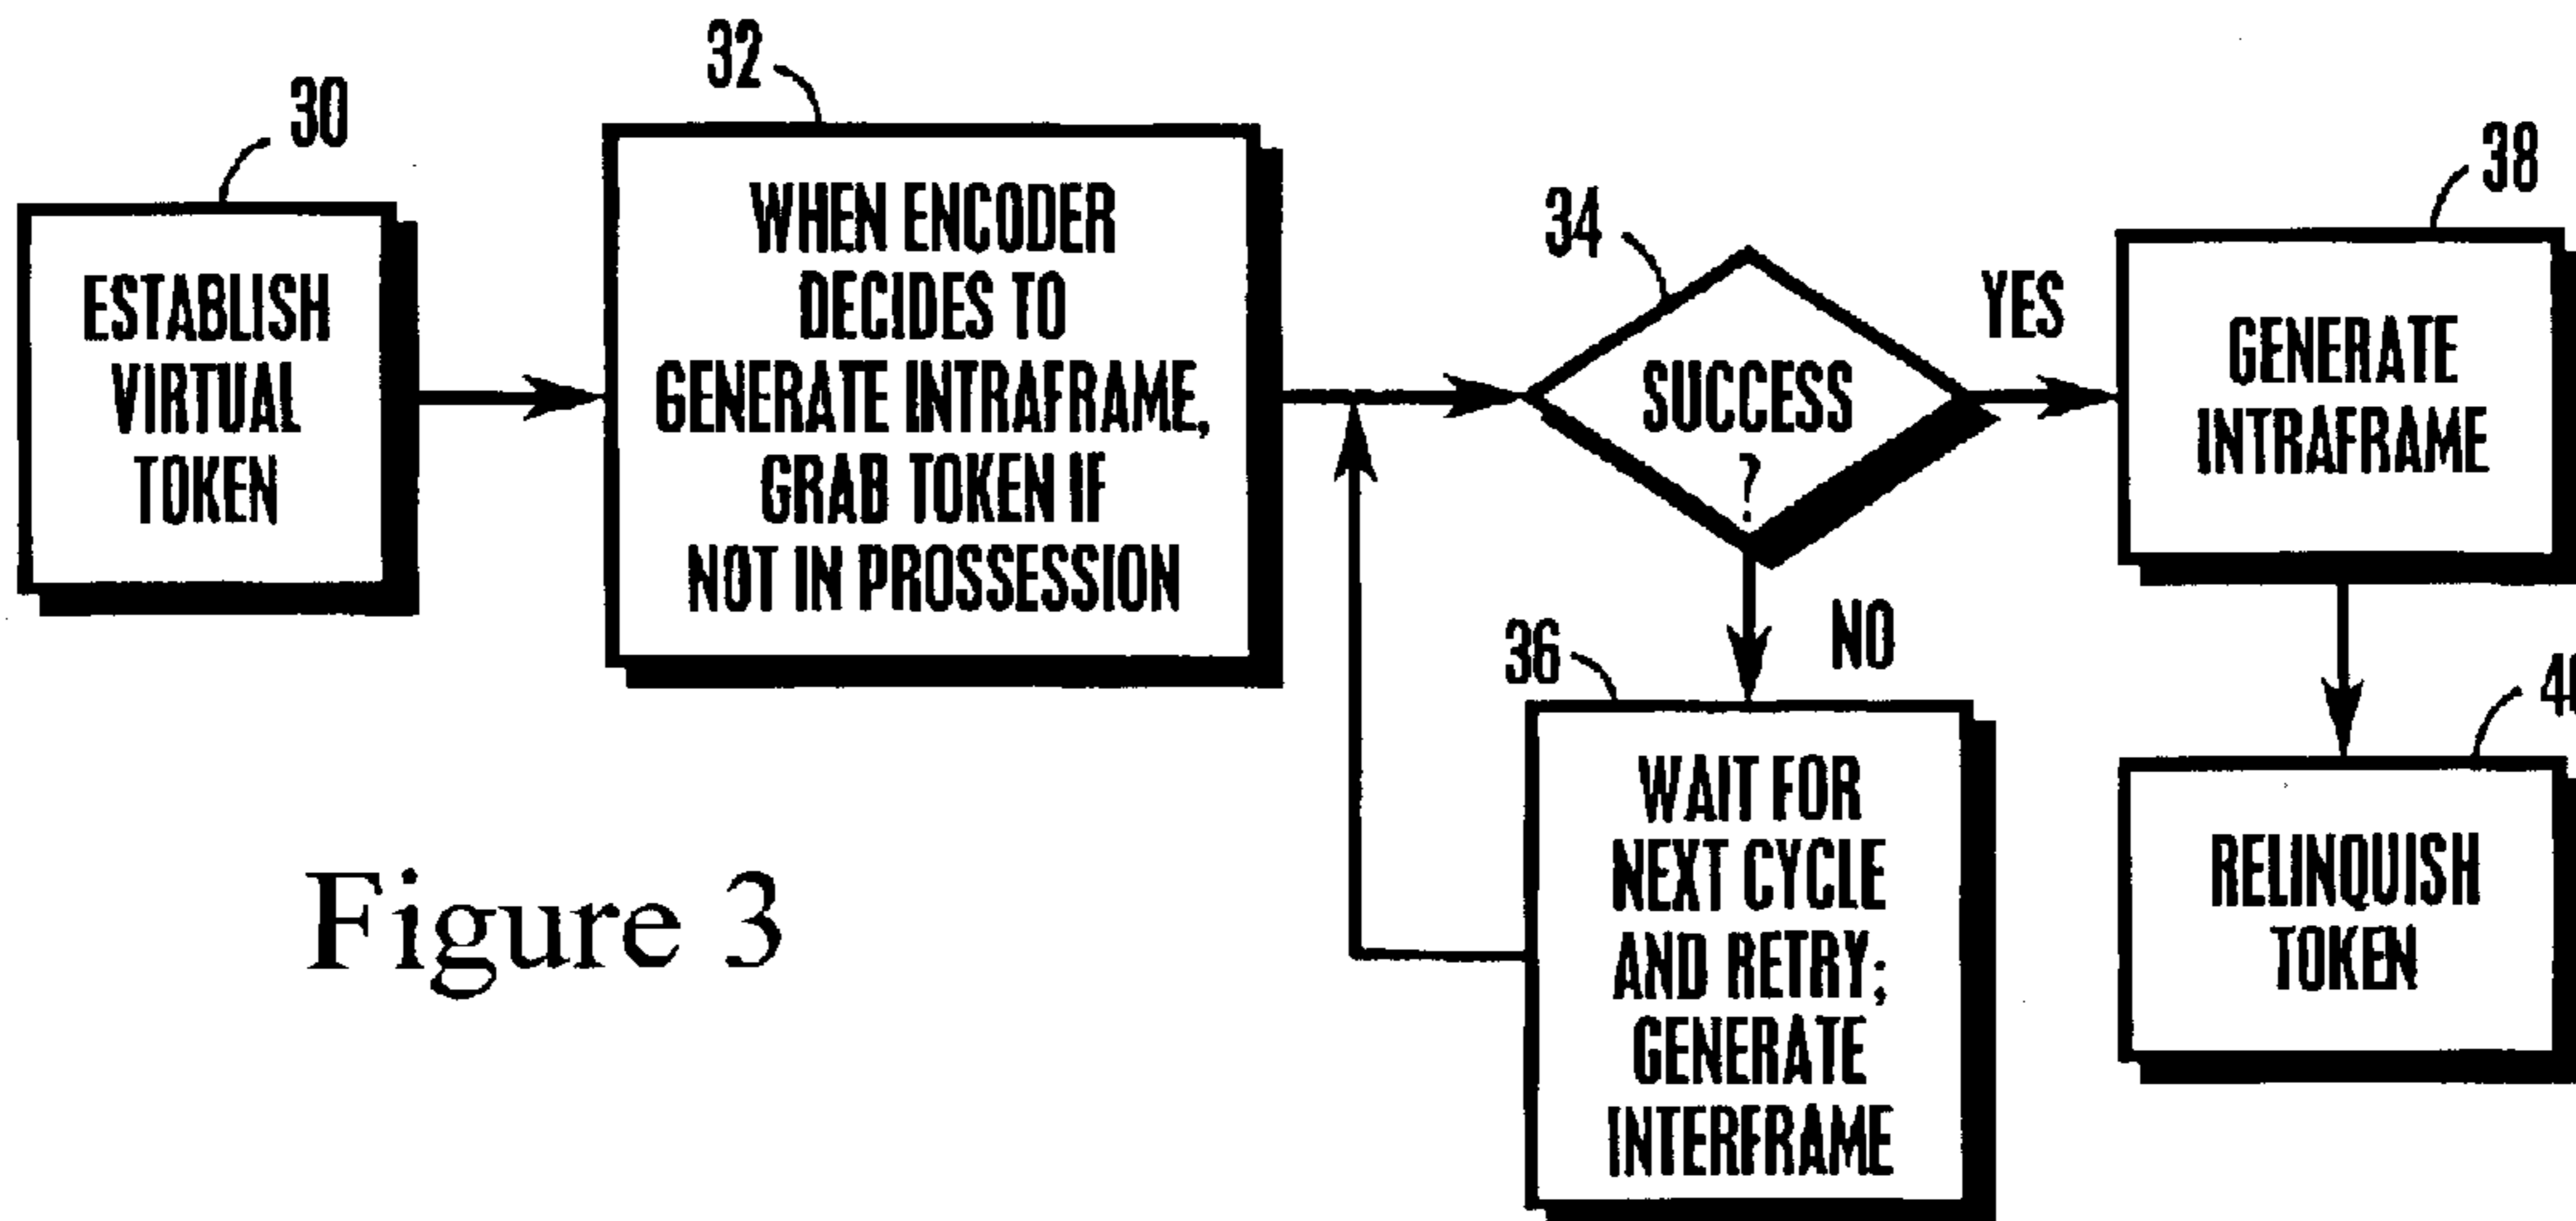 30
ESTABLISH
VIRTUAL
TOKEN
32
WHEN ENCODER
DECIDES TO
GENERATE INTRAFRAME,
GRAB TOKEN IF
NOT IN PROSSESSION
34
SUCCESS
?
YES
NO
36
WAIT FOR
NEXT CYCLE
AND RETRY;
GENERATE
INTERFRAME
38
GENERATE
INTRAFRAME
RELINQUISH
TOKEN
Figure 3